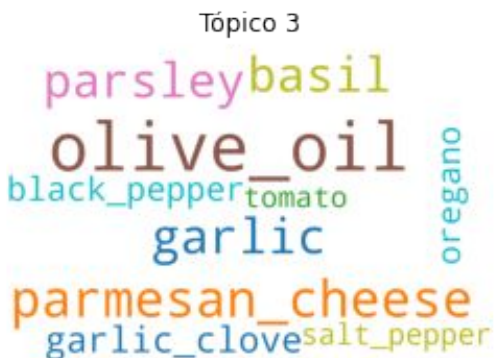 Tópico 3
parsley basil
olive_oil
oregano
black_pepper tomato
garlic
parmesan_cheese
garlic_clove salt_pepper